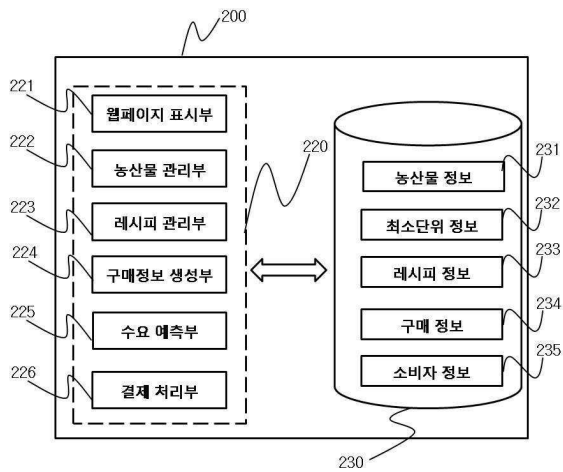 200
221
웹페이지 표시부
222
농산물 관리부
220
223
레시피 관리부
224
구매정보 생성부
225
수요 예측부
226
결제 처리부
농산물 정보
231
최소단위 정보
232
레시피 정보
233
구매 정보
234
소비자 정보
235
230